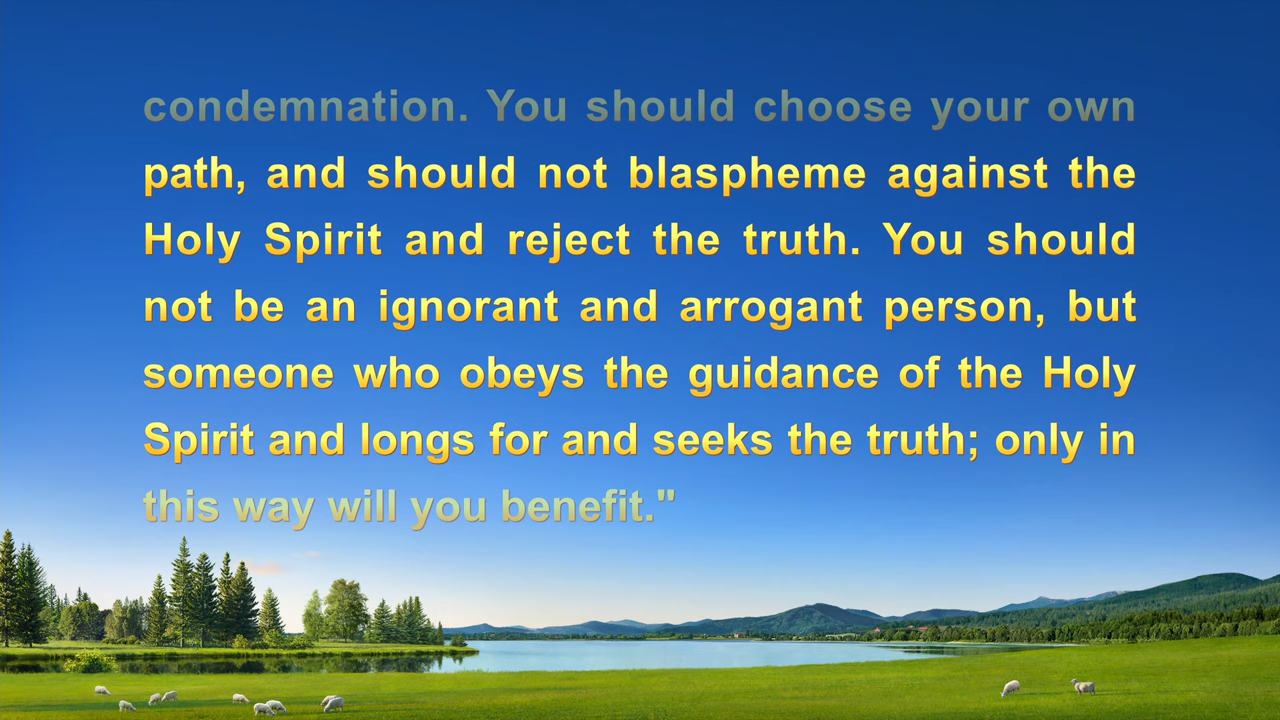 condemnation. You should choose your own
path, and should not blaspheme against the
Holy Spirit and reject the truth. You should
not be an ignorant and arrogant person, but
someone who obeys the guidance of the Holy
Spirit and longs for and seeks the truth; only in
this way will you benefit."